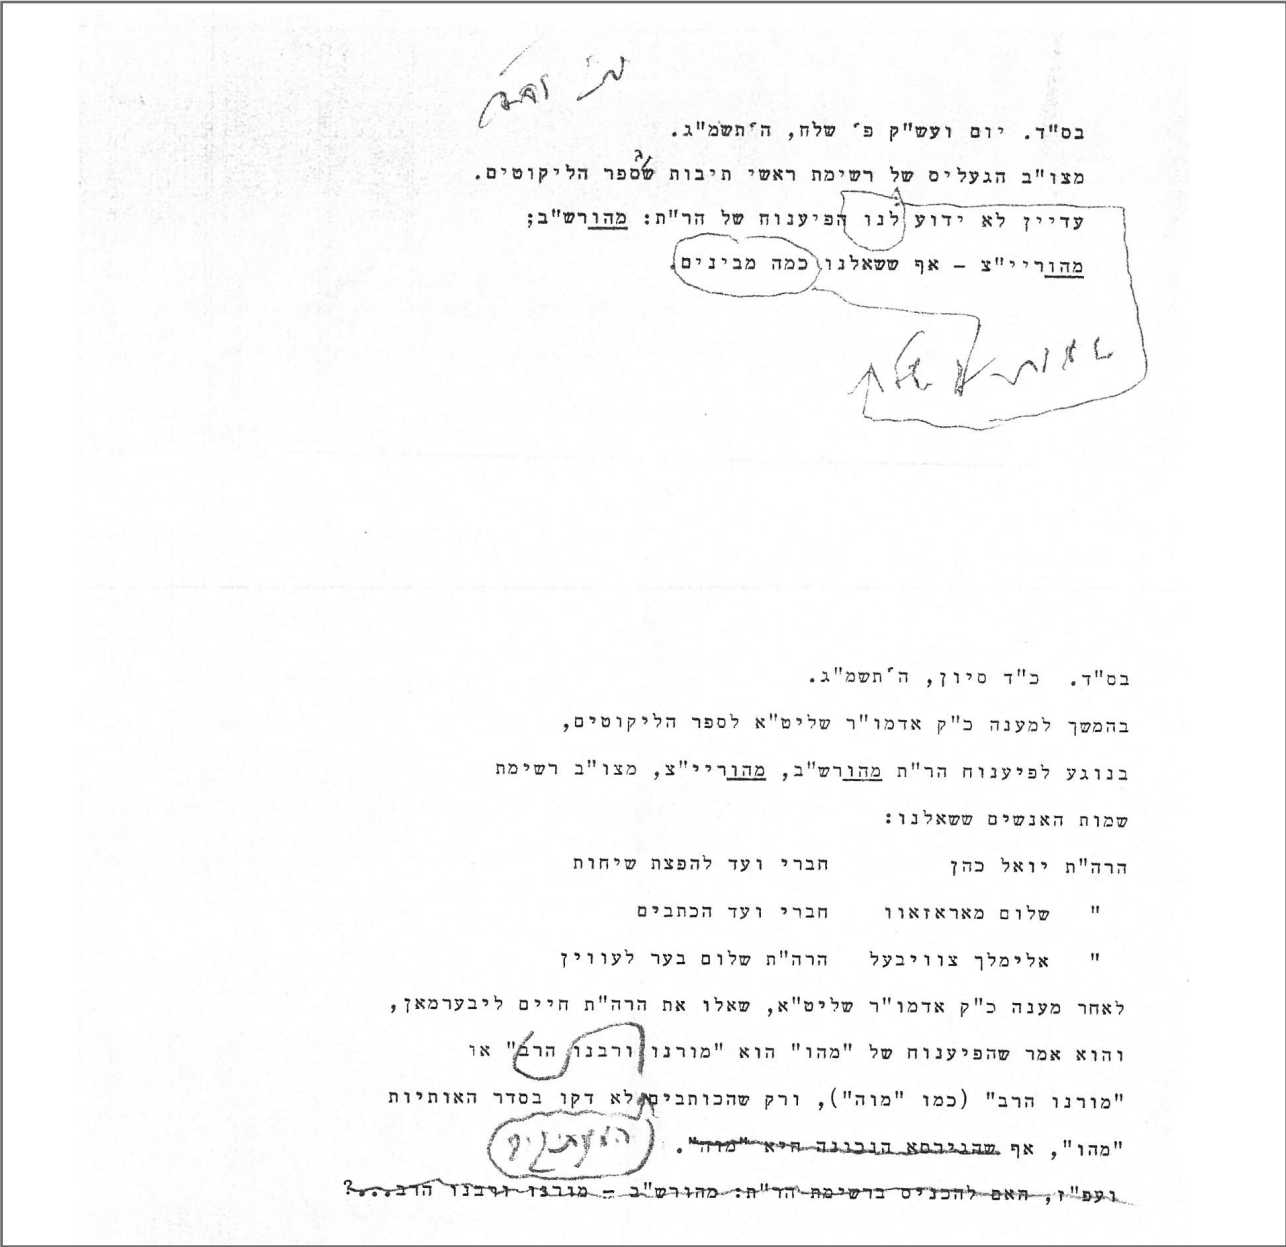 בס"ד. יום ועש"ק פ' שלח, ה'תשמ"ג.
מצו"ב הגעליס של רשימת ראשי תיבות שספר הליקוטים.
עדיין לא ידוע לנו הפיענוח של הר"ת: מהורש"ב;
מהוריי"צ – אף ששאלנו כמה מבינים.
בס"ד. כ"ד סיון, ה'תשמ"ג.
בהמשך למענה כ"ק אדמו"ר שליט"א לספר הליקוטים,
בנוגע לפיענוח הר"ת מהורש"ב, מהוריי"צ, מצו"ב רשימת
שמות האנשים ששאלנו:
הרה"ת יואל כהן חברי ועד להפצת שיחות
" שלום מאראזאוו חברי ועד הכתבים
" אלימלך צוויבעל הרה"ת שלום בער לעווין
לאחר מענה כ"ק אדמו"ר שליט"א, שאלו את הרה"ת חיים ליבערמאן,
והוא אמר שהפיענוח של "מהו" הוא "מורנו ורבנו הרב" או
"מורנו הרב" (כמו "מוה"), ורק שהכותבים לא דקו בסדר האותיות
"מהו", אף שהגירסא הנכונה היא "מוה".
ועפ"ז, האם להכניס ברשימת הר"ת: מהורש"ב – מורנו ורבנו הרב....?